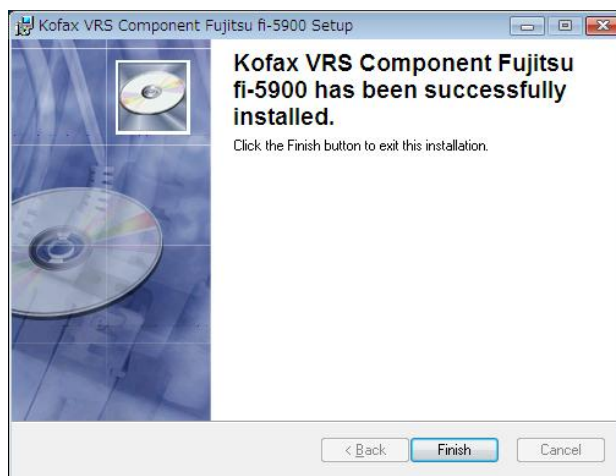 Kofax VRS Component Fujitsu fi-5900 Setup
Kofax VRS Component Fujitsu
fi-5900 has been successfully
installed.
Click the Finish button to exit this installation.
< Back
Finish
Cancel